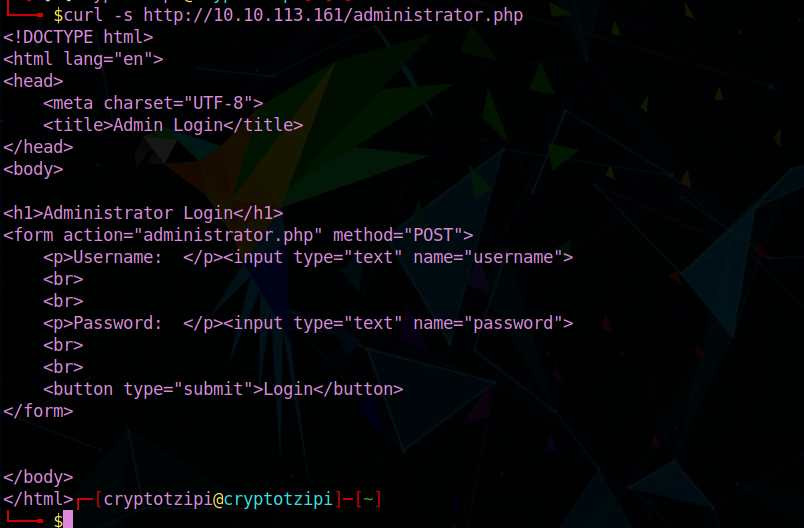 $curl -s http://10.10.113.161/administrator.php
<!DOCTYPE html>
<html lang="en">
<head>
    <meta charset="UTF-8">
    <title>Admin Login</title>
</head>
<body>

<h1>Administrator Login</h1>
<form action="administrator.php" method="POST">
    <p>Username:  </p><input type="text" name="username">
    <br>
    <br>
    <p>Password:  </p><input type="text" name="password">
    <br>
    <br>
    <button type="submit">Login</button>
</form>


</body>
</html>┌─[cryptotzipi@cryptotzipi]─[~]
└──╼ $